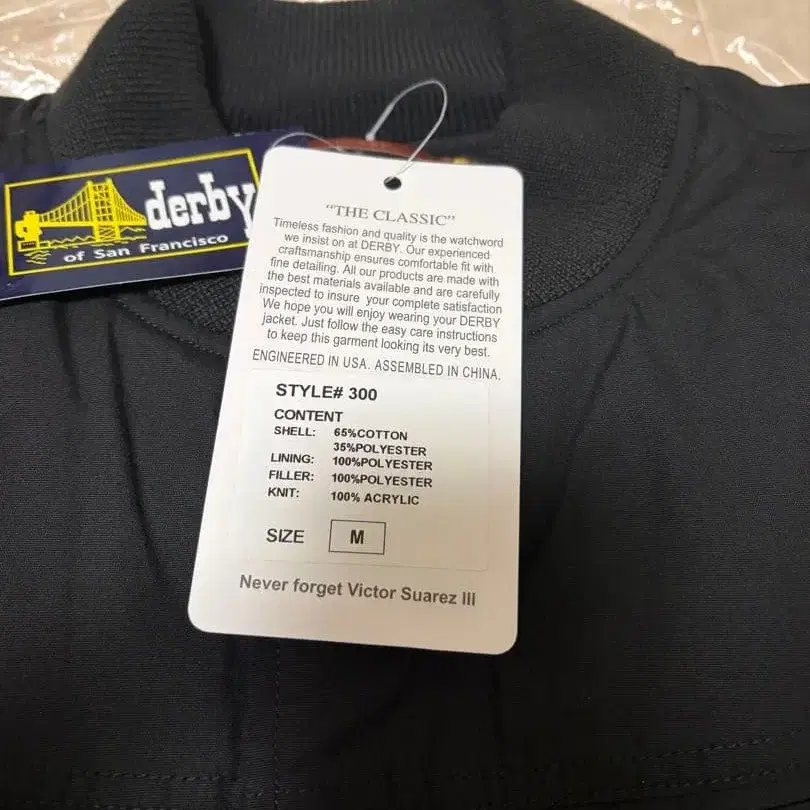 derby
of San Francisco
"THE CLASSIC"
Timeless fashion and quality is the watchword
we insist on at DERBY. Our experienced
craftsmanship ensures comfortable fit with
fine detailing. All our products are made with
the best materials available and are carefully
inspected to insure your complete satisfaction
We hope you will enjoy wearing your DERBY
jacket. Just follow the easy care instructions
to keep this garment looking its very best.
ENGINEERED IN USA. ASSEMBLED IN CHINA.
STYLE# 300
CONTENT
SHELL: 65%COTTON
35%POLYESTER
LINING: 100%POLYESTER
FILLER: 100%POLYESTER
KNIT: 100% ACRYLIC
SIZE M
Never forget Victor Suarez III